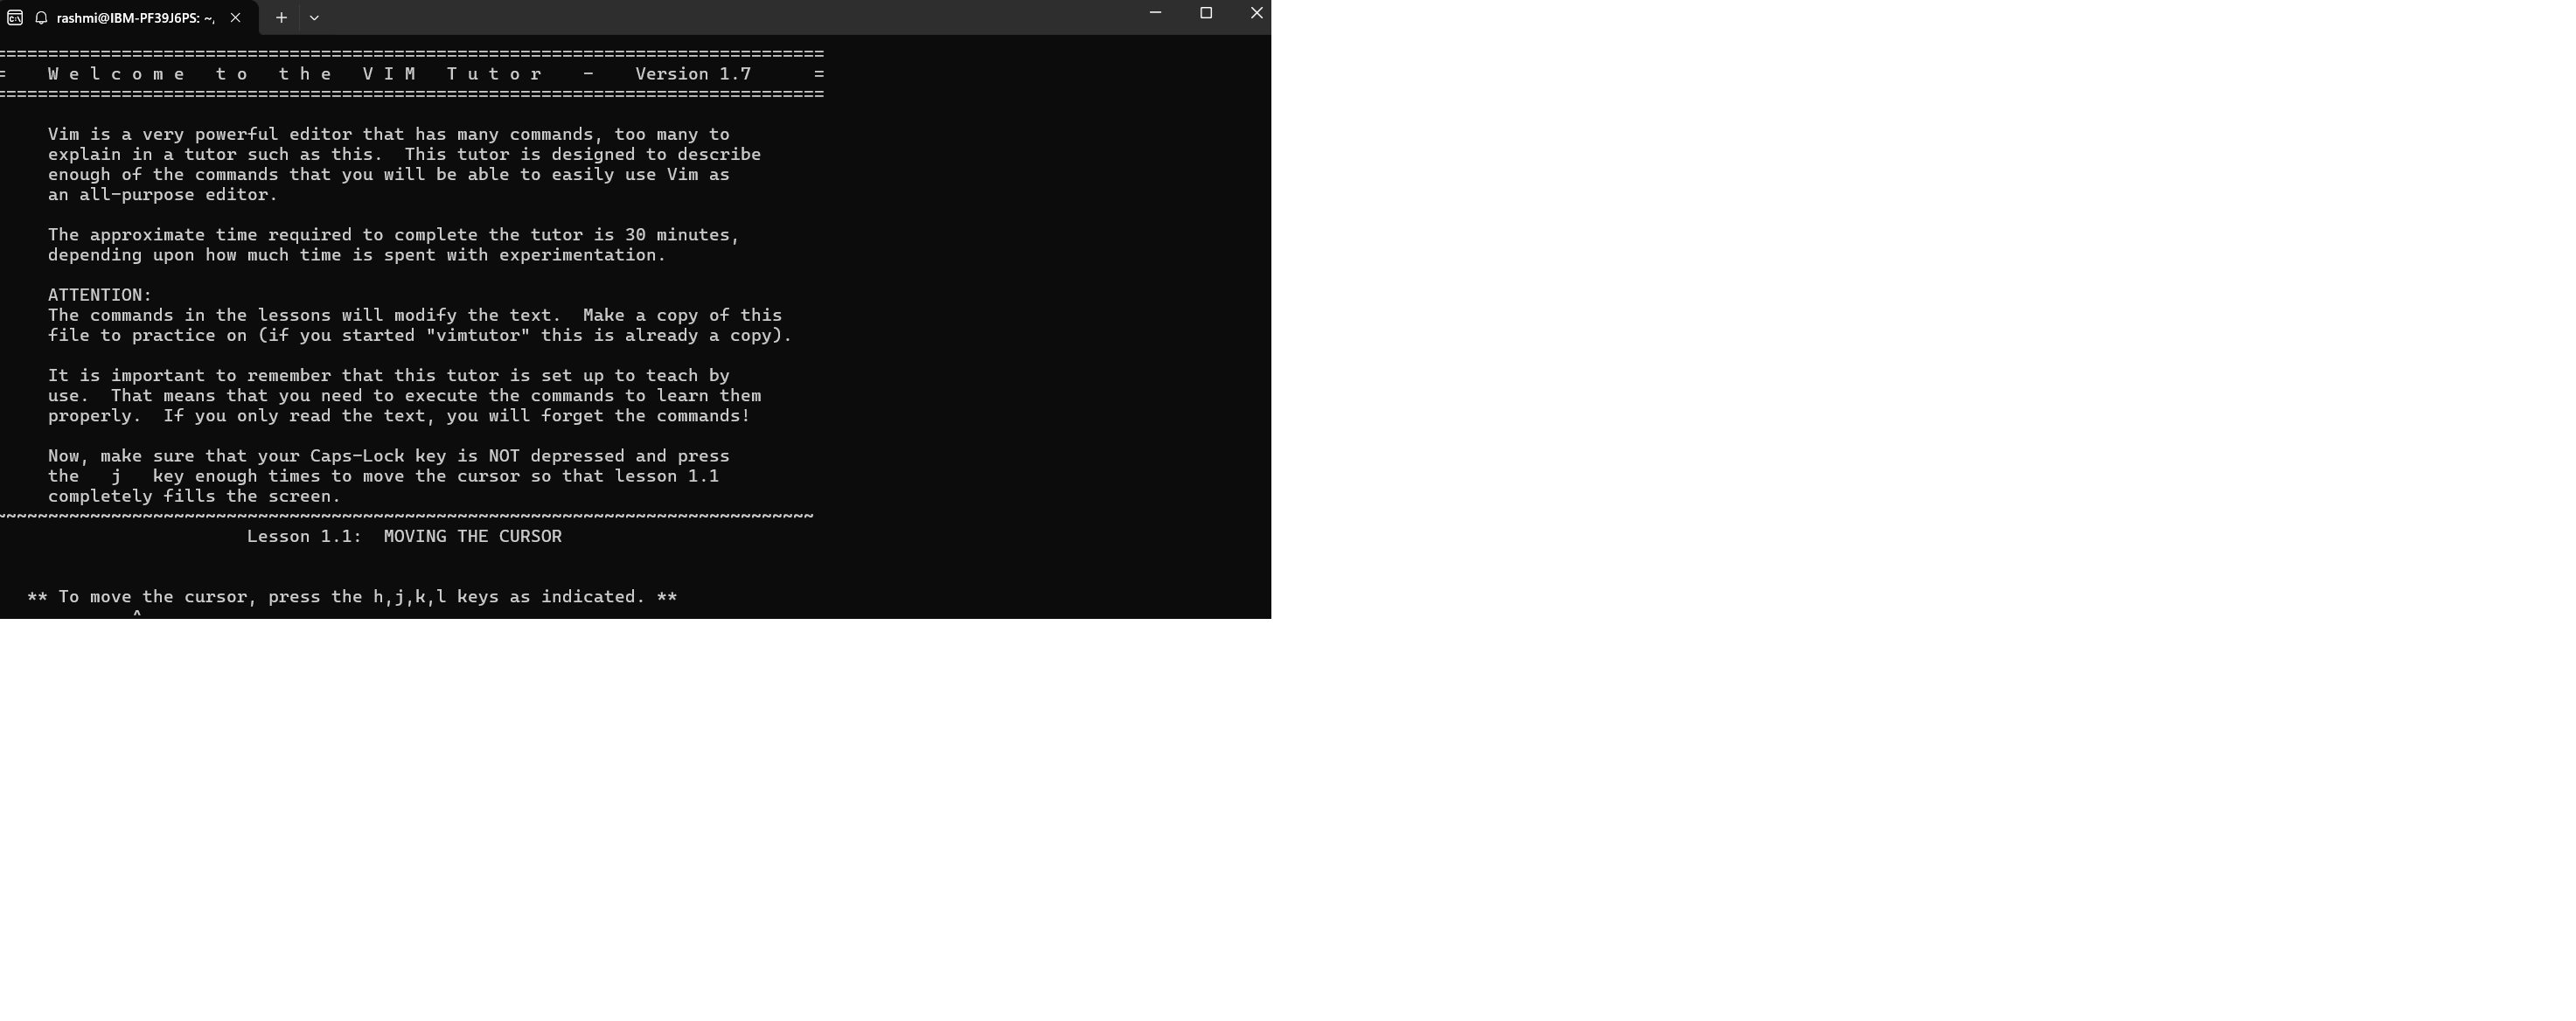 rashmi@IBM-PF39J6PS: ~/
===============================================================================
=    W e l c o m e   t o   t h e   V I M   T u t o r    -    Version 1.7      =
===============================================================================
Vim is a very powerful editor that has many commands, too many to
explain in a tutor such as this.  This tutor is designed to describe
enough of the commands that you will be able to easily use Vim as
an all-purpose editor.
The approximate time required to complete the tutor is 30 minutes,
depending upon how much time is spent with experimentation.
ATTENTION:
The commands in the lessons will modify the text.  Make a copy of this
file to practice on (if you started "vimtutor" this is already a copy).
It is important to remember that this tutor is set up to teach by
use.  That means that you need to execute the commands to learn them
properly.  If you only read the text, you will forget the commands!
Now, make sure that your Caps-Lock key is NOT depressed and press
the   j   key enough times to move the cursor so that lesson 1.1
completely fills the screen.
~~~~~~~~~~~~~~~~~~~~~~~~~~~~~~~~~~~~~~~~~~~~~~~~~~~~~~~~~~~~~~~~~~~~~~~~~~~~~~
Lesson 1.1:  MOVING THE CURSOR
** To move the cursor, press the h,j,k,l keys as indicated. **
^